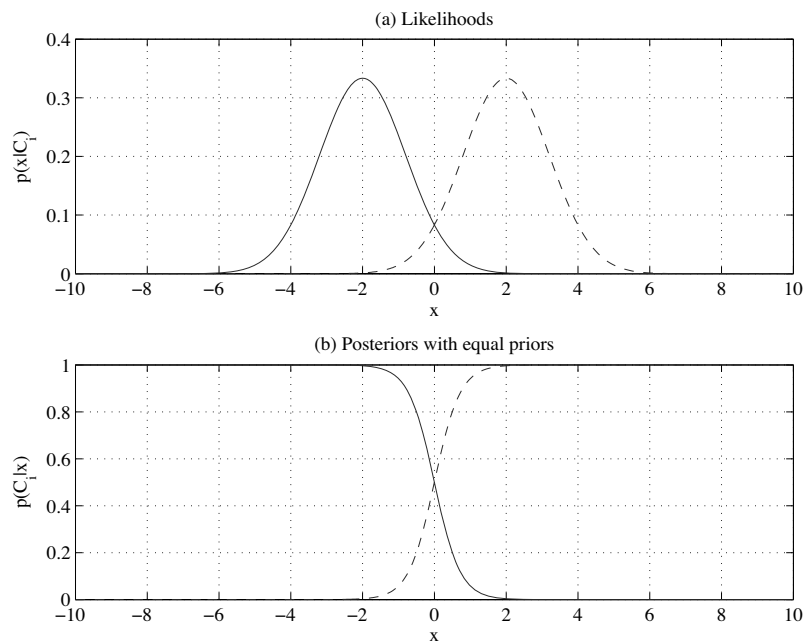 (a) Likelihoods
0.4
0.3
0.2
0.1
0
p(x|C_i)
−10 −8 −6 −4 −2 0 2 4 6 8 10
x
(b) Posteriors with equal priors
1
0.8
0.6
0.4
0.2
0
p(C_i|x)
−10 −8 −6 −4 −2 0 2 4 6 8 10
x